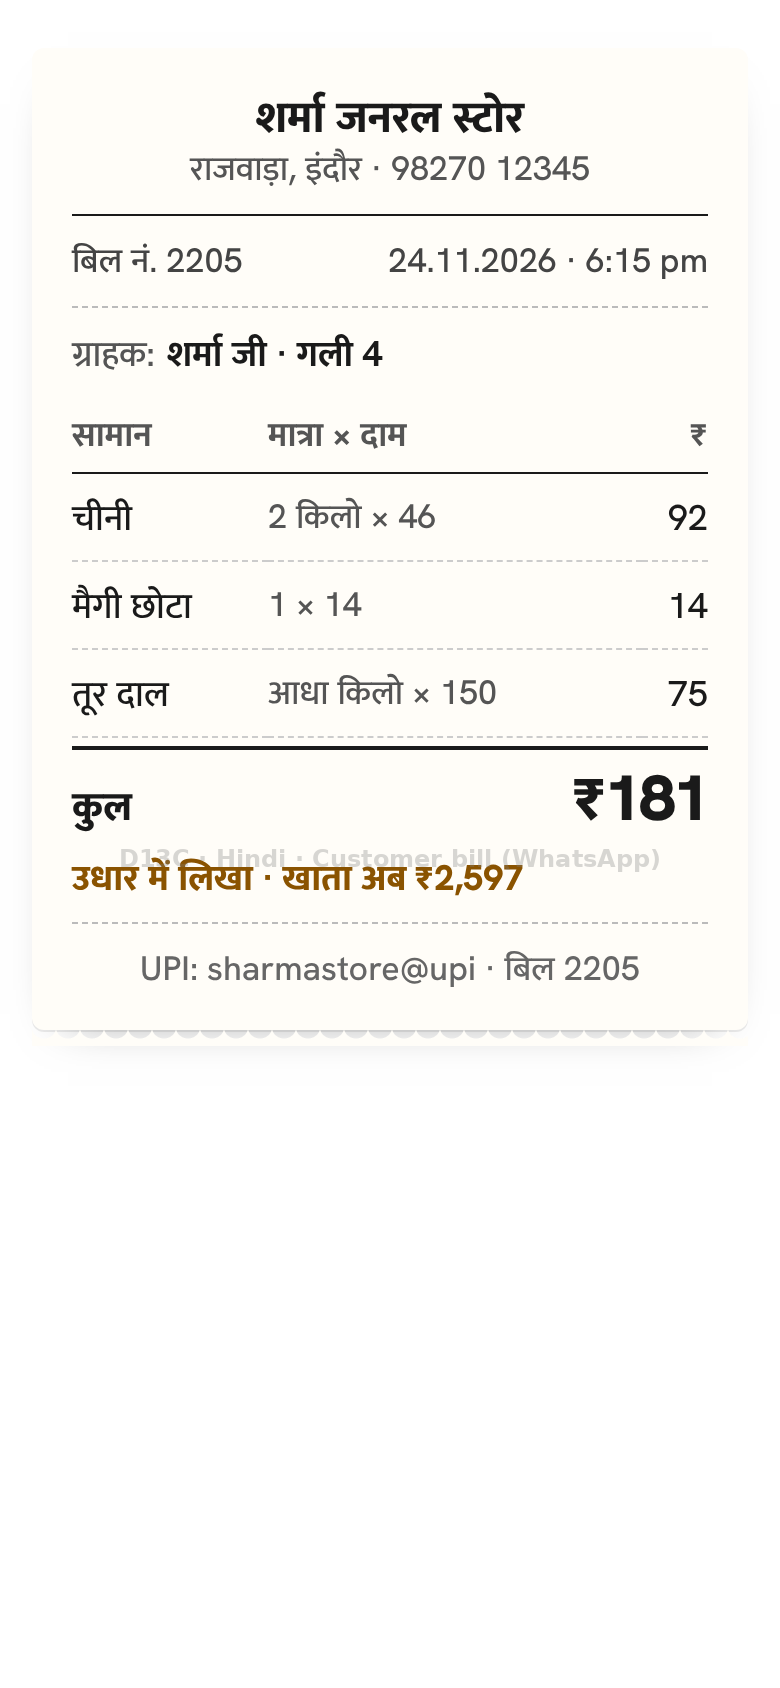 शर्मा जनरल स्टोर
राजवाड़ा, इंदौर · 98270 12345
बिल नं. 2205 24.11.2026 · 6:15 pm
ग्राहक: शर्मा जी · गली 4
सामान मात्रा × दाम ₹
चीनी 2 किलो × 46 92
मैगी छोटा 1 × 14 14
तूर दाल आधा किलो × 150 75
कुल ₹181
D13C · Hindi · Customer bill (WhatsApp)
उधार में लिखा · खाता अब ₹2,597
UPI: sharmastore@upi · बिल 2205